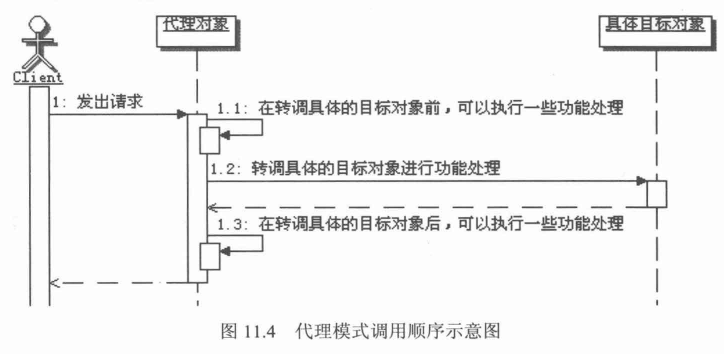 代理对象
具体目标对象
Client
1: 发出请求
1.1: 在转调具体的目标对象前，可以执行一些功能处理
1.2: 转调具体的目标对象进行功能处理
1.3: 在转调具体的目标对象后，可以执行一些功能处理
图 11.4 代理模式调用顺序示意图